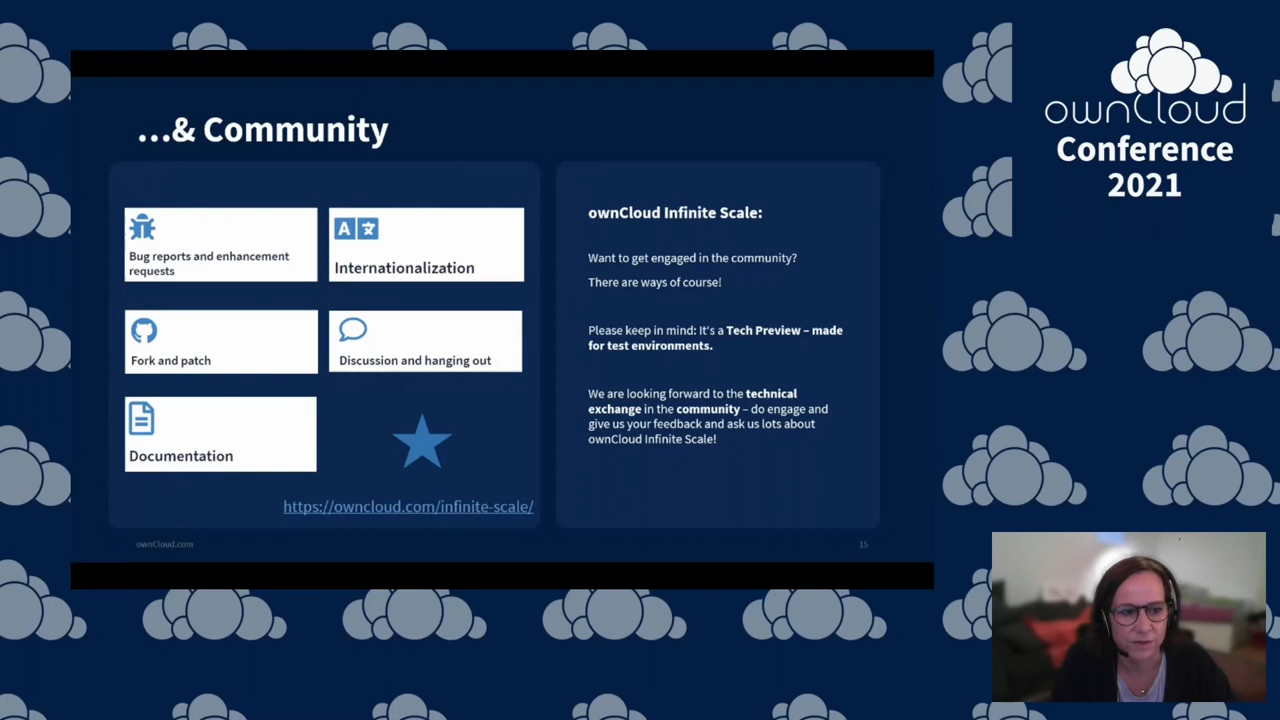 ...& Community
Bug reports and enhancement
requests
A
Internationalization
Fork and patch
Discussion and hanging out
Documentation
https://owncloud.com/infinite-scale/
ownCloud Infinite Scale:
Want to get engaged in the community?
There are ways of course!
Please keep in mind: It's a Tech Preview – made
for test environments.
We are looking forward to the technical
exchange in the community – do engage and
give us your feedback and ask us lots about
ownCloud Infinite Scale!
ownCloud.com
15
ownCloud
Conference
2021